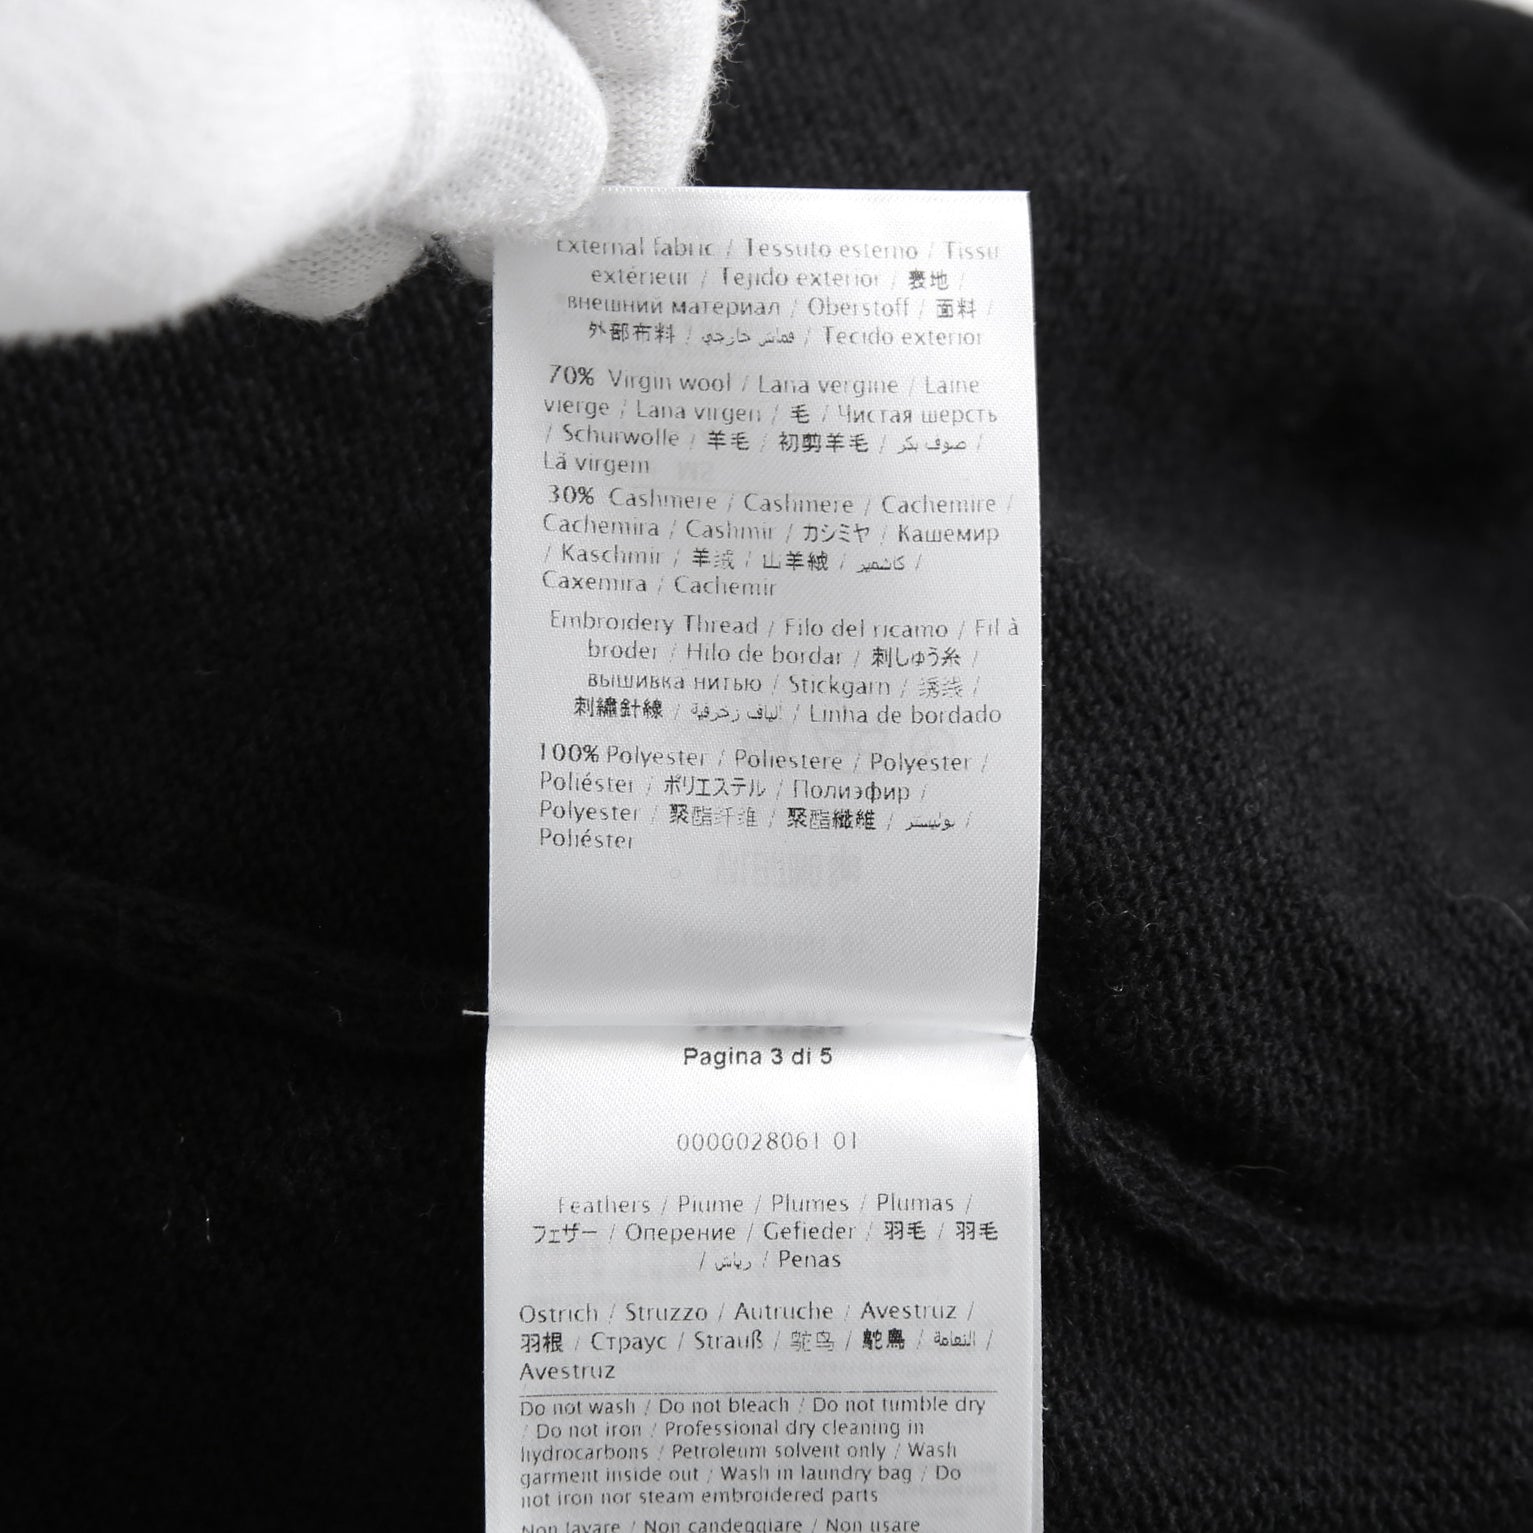 External fabric / Tessuto esterno / Tissu
extérieur / Tejido exterior / 表地 /
внешний материал / Oberstoff / 面料 /
外部布料 / قماش خارجي / Tecido exterior
70% Virgin wool / Lana vergine / Laine
vierge / Lana virgen / 毛 / Чистая шерсть
/ Schurwolle / 羊毛 / 初剪羊毛 / صوف بكر /
Lã virgem
30% Cashmere / Cashmere / Cachemire /
Cachemira / Cashmir / カシミヤ / Кашемир
/ Kaschmir / 羊绒 / 山羊絨 / كاشمير /
Caxemira / Cachemir
Embroidery Thread / Filo del ricamo / Fil à
broder / Hilo de bordar / 刺しゅう糸 /
вышивка нитью / Stickgarn / 绣线 /
刺繡針線 / ألياف زخرفية / Linha de bordado
100% Polyester / Poliestere / Polyester /
Poliéster / ポリエステル / Полиэфир /
Polyester / 聚酯纤维 / 聚酯纖維 / بوليستر /
Poliéster
Pagina 3 di 5
0000028061 01
Feathers / Piume / Plumes / Plumas /
フェザー / Оперение / Gefieder / 羽毛 / 羽毛
/ رياش / Penas
Ostrich / Struzzo / Autruche / Avestruz /
羽根 / Страус / Strauß / 鸵鸟 / 鴕鳥 / النعامة /
Avestruz
Do not wash / Do not bleach / Do not tumble dry
/ Do not iron / Professional dry cleaning in
hydrocarbons / Petroleum solvent only / Wash
garment inside out / Wash in laundry bag / Do
not iron nor steam embroidered parts
Non lavare / Non candeggiare / Non usare